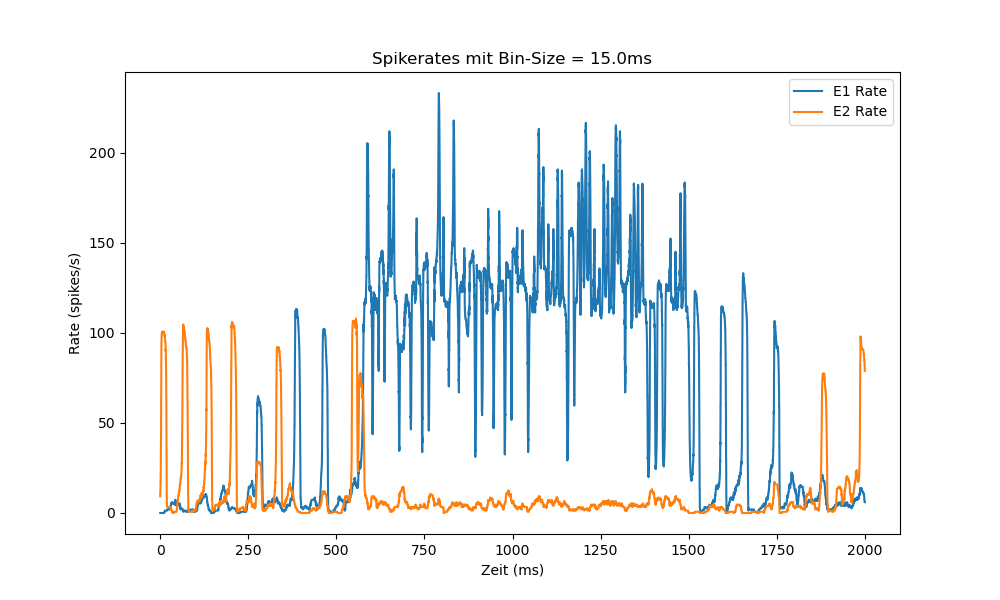 Spikerates mit Bin-Size = 15.0ms
E1 Rate
E2 Rate
Rate (spikes/s)
200
150
100
50
0
0 250 500 750 1000 1250 1500 1750 2000
Zeit (ms)